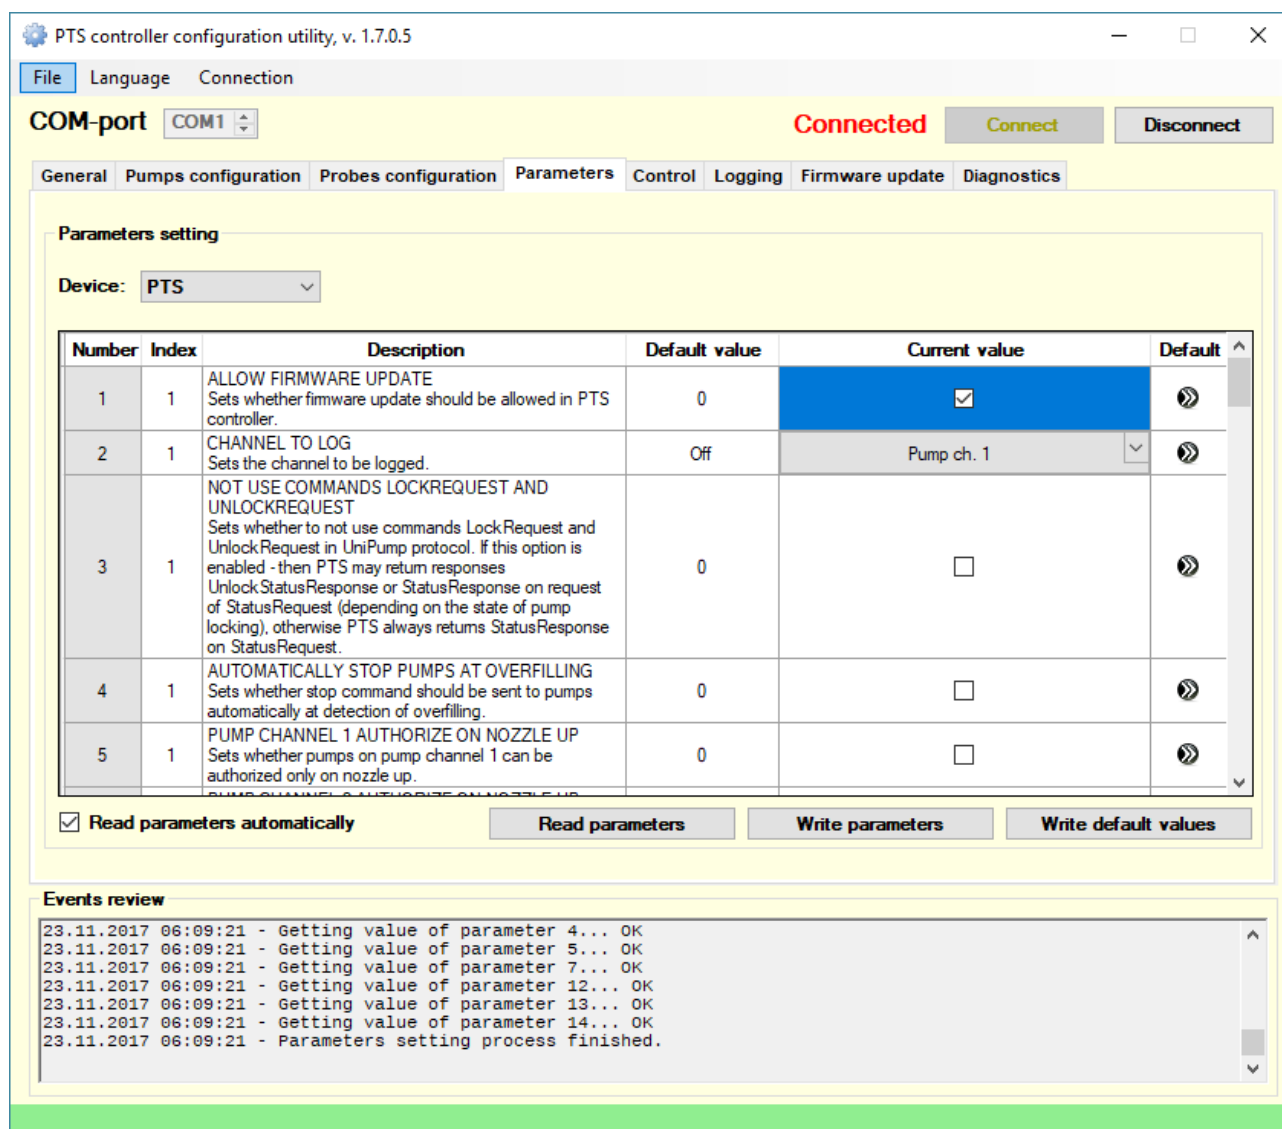 PTS controller configuration utility, v. 1.7.0.5
File Language Connection
COM-port COM1 Connected Connect Disconnect
General Pumps configuration Probes configuration Parameters Control Logging Firmware update Diagnostics
Parameters setting
Device: PTS
Number Index Description Default value Current value Default
1 1 ALLOW FIRMWARE UPDATE
Sets whether firmware update should be allowed in PTS
controller.
0
2 1 CHANNEL TO LOG
Sets the channel to be logged.
Off Pump ch. 1
3 1 NOT USE COMMANDS LOCKREQUEST AND
UNLOCKREQUEST
Sets whether to not use commands LockRequest and
UnlockRequest in UniPump protocol. If this option is
enabled - then PTS may return responses
UnlockStatusResponse or StatusResponse on request
of StatusRequest (depending on the state of pump
locking), otherwise PTS always returns StatusResponse
on StatusRequest.
0
4 1 AUTOMATICALLY STOP PUMPS AT OVERFILLING
Sets whether stop command should be sent to pumps
automatically at detection of overfilling.
0
5 1 PUMP CHANNEL 1 AUTHORIZE ON NOZZLE UP
Sets whether pumps on pump channel 1 can be
authorized only on nozzle up.
0
Read parameters automatically Read parameters Write parameters Write default values
Events review
23.11.2017 06:09:21 - Getting value of parameter 4... OK
23.11.2017 06:09:21 - Getting value of parameter 5... OK
23.11.2017 06:09:21 - Getting value of parameter 7... OK
23.11.2017 06:09:21 - Getting value of parameter 12... OK
23.11.2017 06:09:21 - Getting value of parameter 13... OK
23.11.2017 06:09:21 - Getting value of parameter 14... OK
23.11.2017 06:09:21 - Parameters setting process finished.